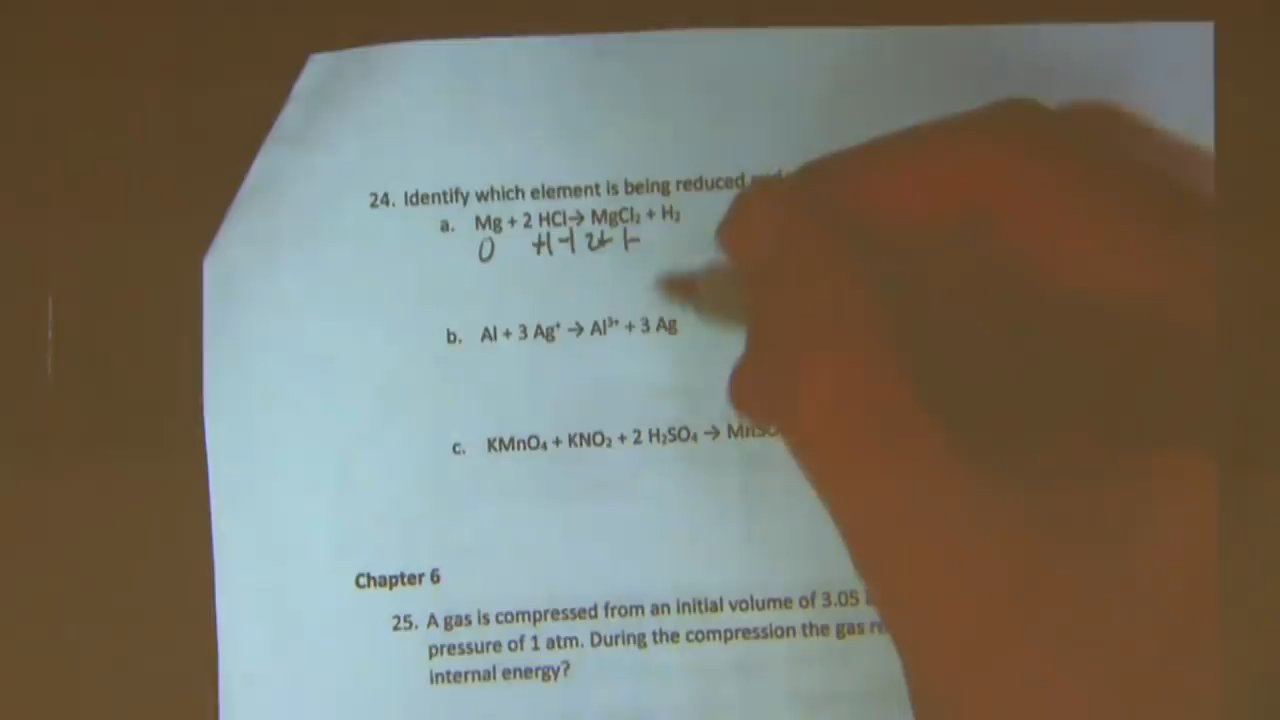 24. Identify which element is being reduced
a. Mg + 2 HCl→ MgCl₂ + H₂
0 +1 -1 2+ 1-
b. Al + 3 Ag⁺ → Al³⁺ + 3 Ag
c. KMnO₄ + KNO₂ + 2 H₂SO₄ →
Chapter 6
25. A gas is compressed from an initial volume of 3.05
pressure of 1 atm. During the compression the gas
internal energy?